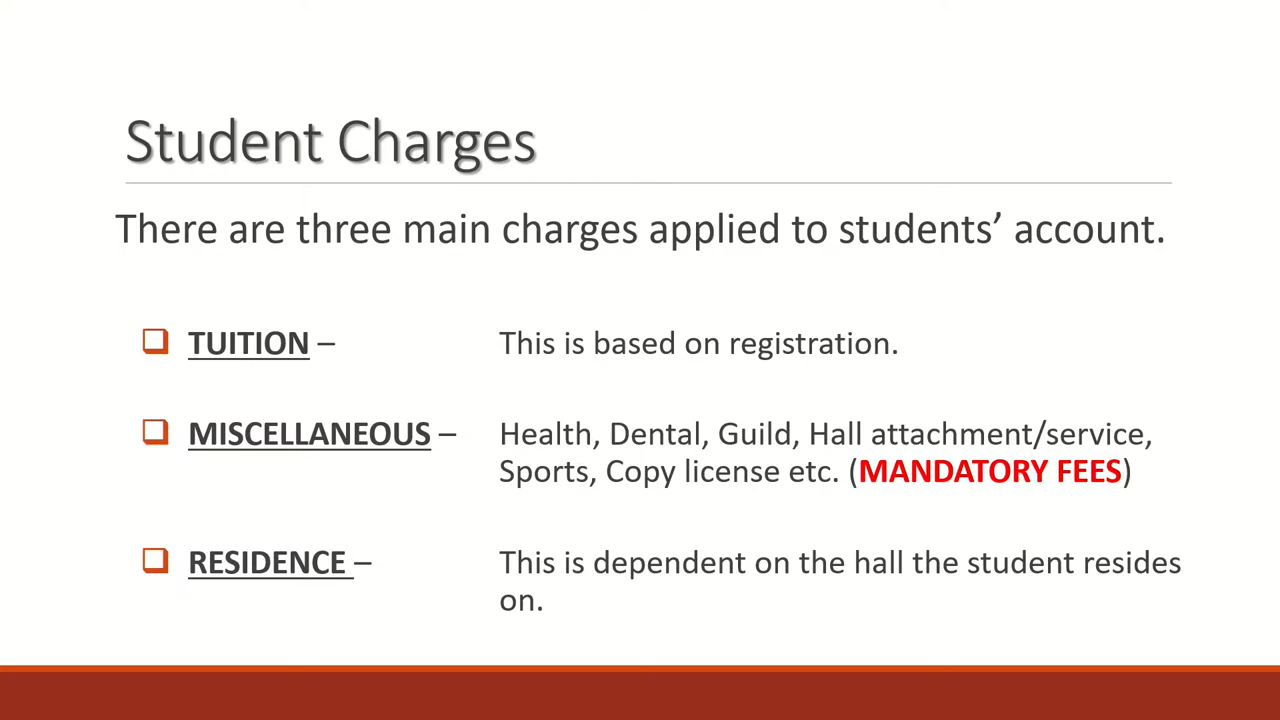 Student Charges
There are three main charges applied to students’ account.
❑ TUITION – This is based on registration.
❑ MISCELLANEOUS – Health, Dental, Guild, Hall attachment/service,
Sports, Copy license etc. (MANDATORY FEES)
❑ RESIDENCE – This is dependent on the hall the student resides
on.